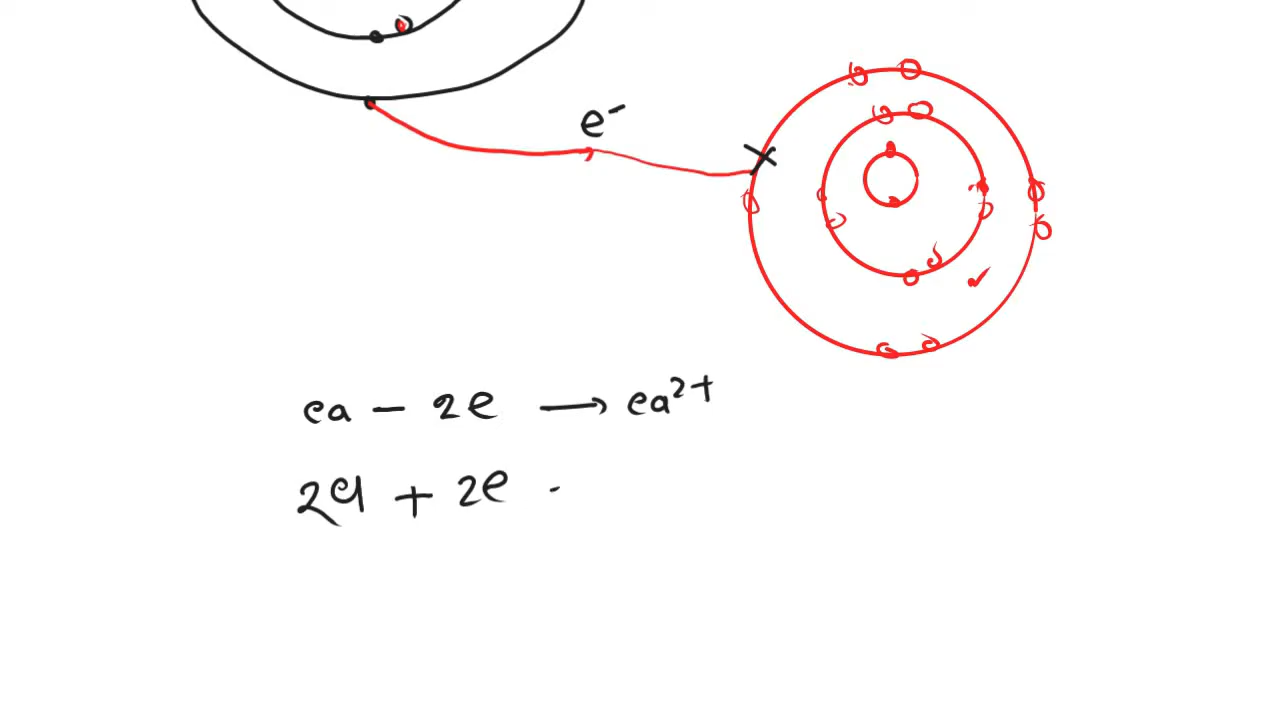 e⁻
Ca − 2e ⟶ Ca²⁺
2Cl + 2e -